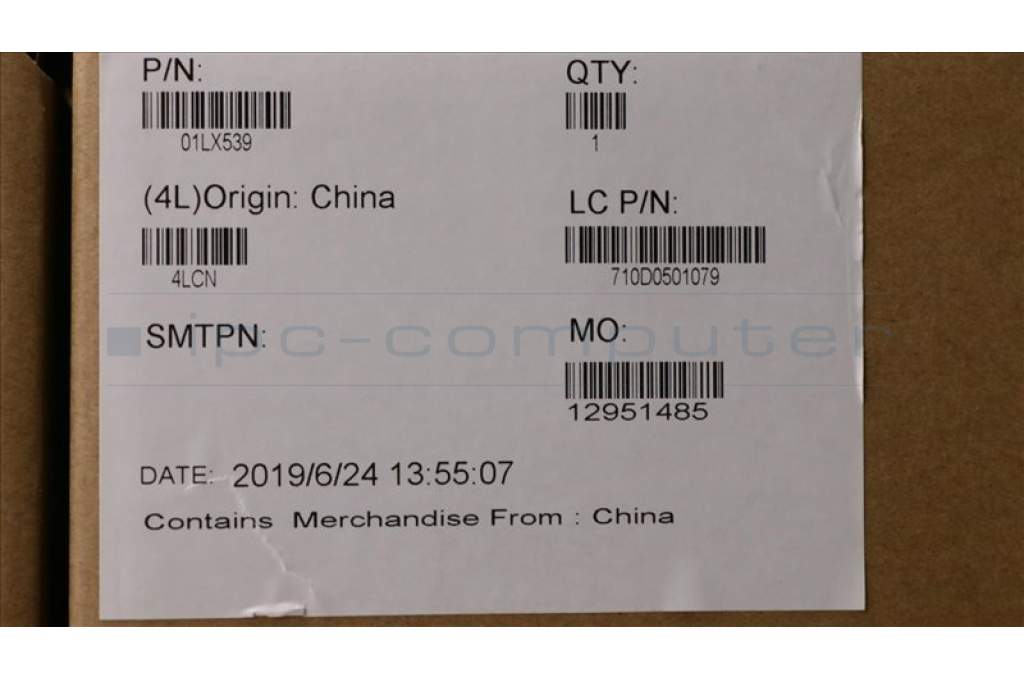 P/N:
01LX539
QTY:
1
(4L)Origin: China
4LCN
LC P/N:
710D0501079
SMTPN:
MO:
12951485
ipc-computer
DATE: 2019/6/24 13:55:07
Contains Merchandise From : China